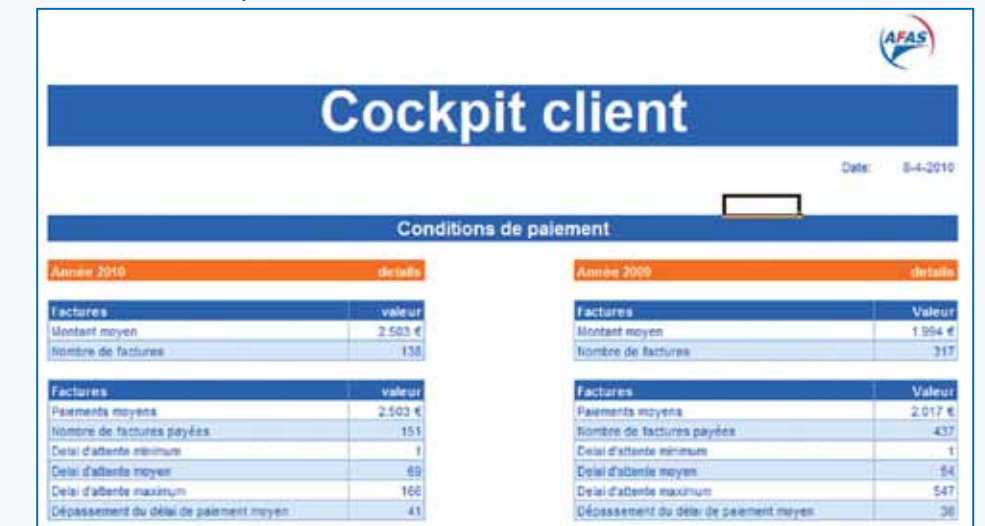 AFAS
Cockpit client
Date: 8-4-2010
Conditions de paiement
Année 2010 details
Factures valeur
Montant moyen 2.503 €
Nombre de factures 138
Factures valeur
Paiements moyens 2.503 €
Nombre de factures payées 151
Delai d'attente minimum 1
Delai d'attente moyen 69
Delai d'attente maximum 166
Dépassement du délai de paiement moyen 41
Année 2009 details
Factures Valeur
Montant moyen 1.994 €
Nombre de factures 317
Factures Valeur
Paiements moyens 2.017 €
Nombre de factures payées 437
Delai d'attente minimum 1
Delai d'attente moyen 54
Delai d'attente maximum 547
Dépassement du délai de paiement moyen